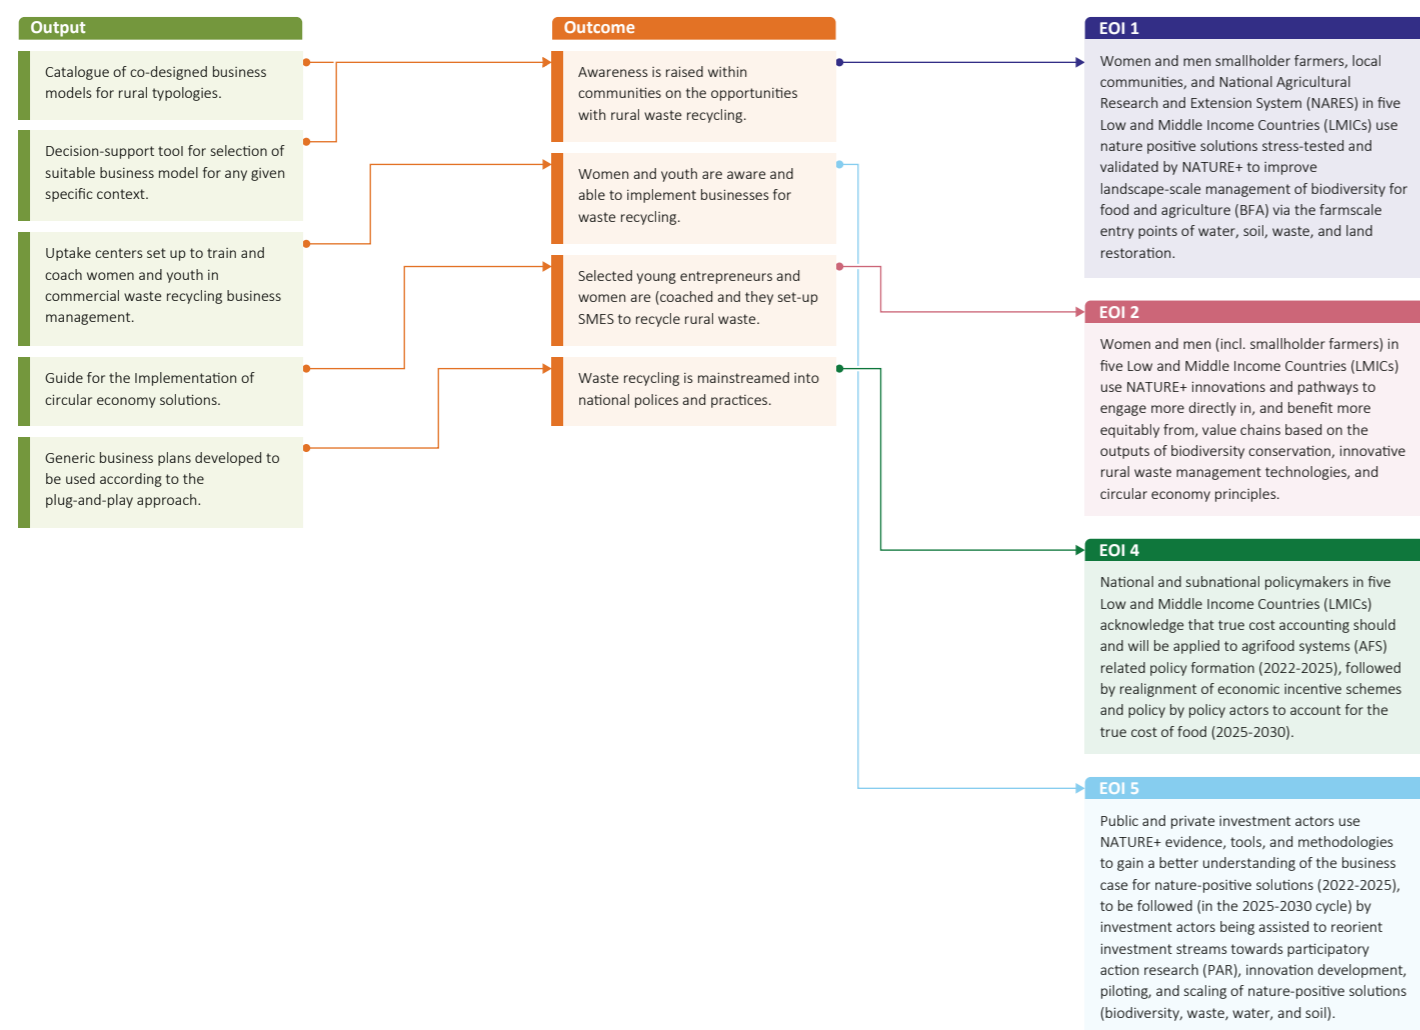 Output
Catalogue of co-designed business
models for rural typologies.
Decision-support tool for selection of
suitable business model for any given
specific context.
Uptake centers set up to train and
coach women and youth in
commercial waste recycling business
management.
Guide for the Implementation of
circular economy solutions.
Generic business plans developed to
be used according to the
plug-and-play approach.
Outcome
Awareness is raised within
communities on the opportunities
with rural waste recycling.
Women and youth are aware and
able to implement businesses for
waste recycling.
Selected young entrepreneurs and
women are (coached and they set-up
SMES to recycle rural waste.
Waste recycling is mainstreamed into
national polices and practices.
EOI 1
Women and men smallholder farmers, local
communities, and National Agricultural
Research and Extension System (NARES) in five
Low and Middle Income Countries (LMICs) use
nature positive solutions stress-tested and
validated by NATURE+ to improve
landscape-scale management of biodiversity for
food and agriculture (BFA) via the farmscale
entry points of water, soil, waste, and land
restoration.
EOI 2
Women and men (incl. smallholder farmers) in
five Low and Middle Income Countries (LMICs)
use NATURE+ innovations and pathways to
engage more directly in, and benefit more
equitably from, value chains based on the
outputs of biodiversity conservation, innovative
rural waste management technologies, and
circular economy principles.
EOI 4
National and subnational policymakers in five
Low and Middle Income Countries (LMICs)
acknowledge that true cost accounting should
and will be applied to agrifood systems (AFS)
related policy formation (2022-2025), followed
by realignment of economic incentive schemes
and policy by policy actors to account for the
true cost of food (2025-2030).
EOI 5
Public and private investment actors use
NATURE+ evidence, tools, and methodologies
to gain a better understanding of the business
case for nature-positive solutions (2022-2025),
to be followed (in the 2025-2030 cycle) by
investment actors being assisted to reorient
investment streams towards participatory
action research (PAR), innovation development,
piloting, and scaling of nature-positive solutions
(biodiversity, waste, water, and soil).